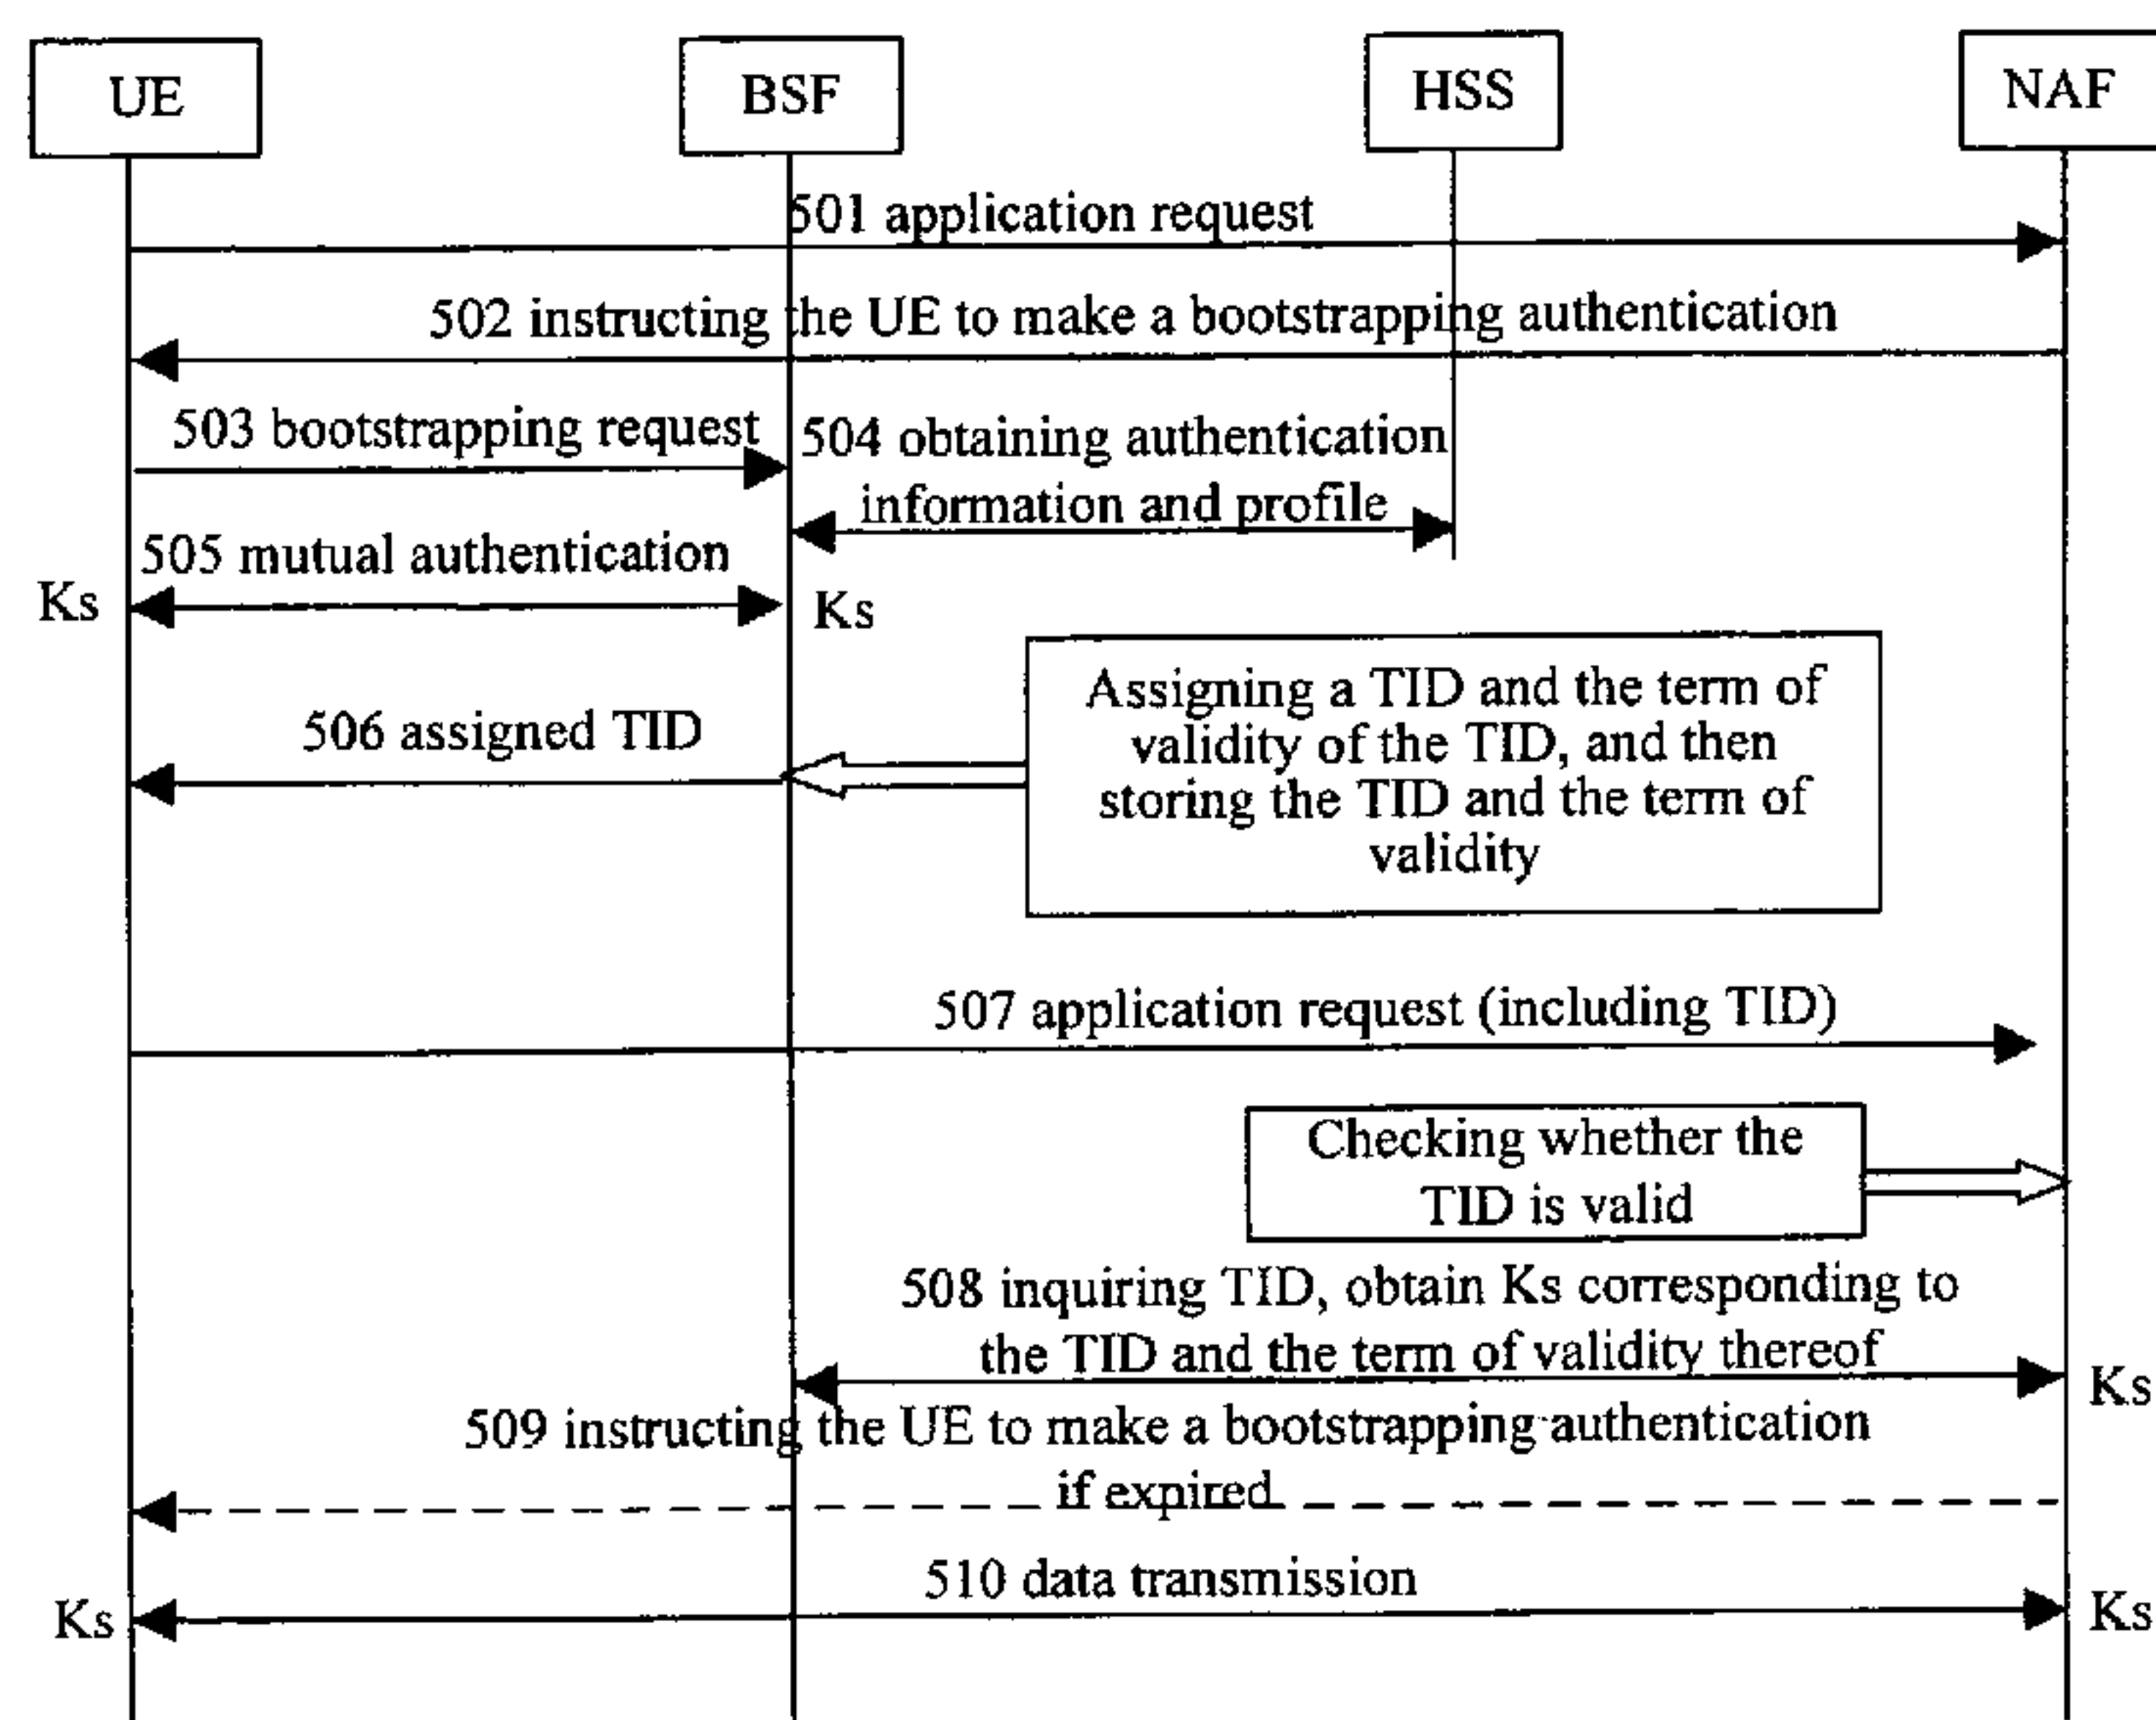 UE
BSF
HSS
NAF
501 application request
502 instructing the UE to make a bootstrapping authentication
503 bootstrapping request
504 obtaining authentication
information and profile
505 mutual authentication
Ks
Ks
Assigning a TID and the term of
validity of the TID, and then
storing the TID and the term of
validity
506 assigned TID
507 application request (including TID)
Checking whether the
TID is valid
508 inquiring TID, obtain Ks corresponding to
the TID and the term of validity thereof
Ks
509 instructing the UE to make a bootstrapping authentication
if expired
510 data transmission
Ks
Ks